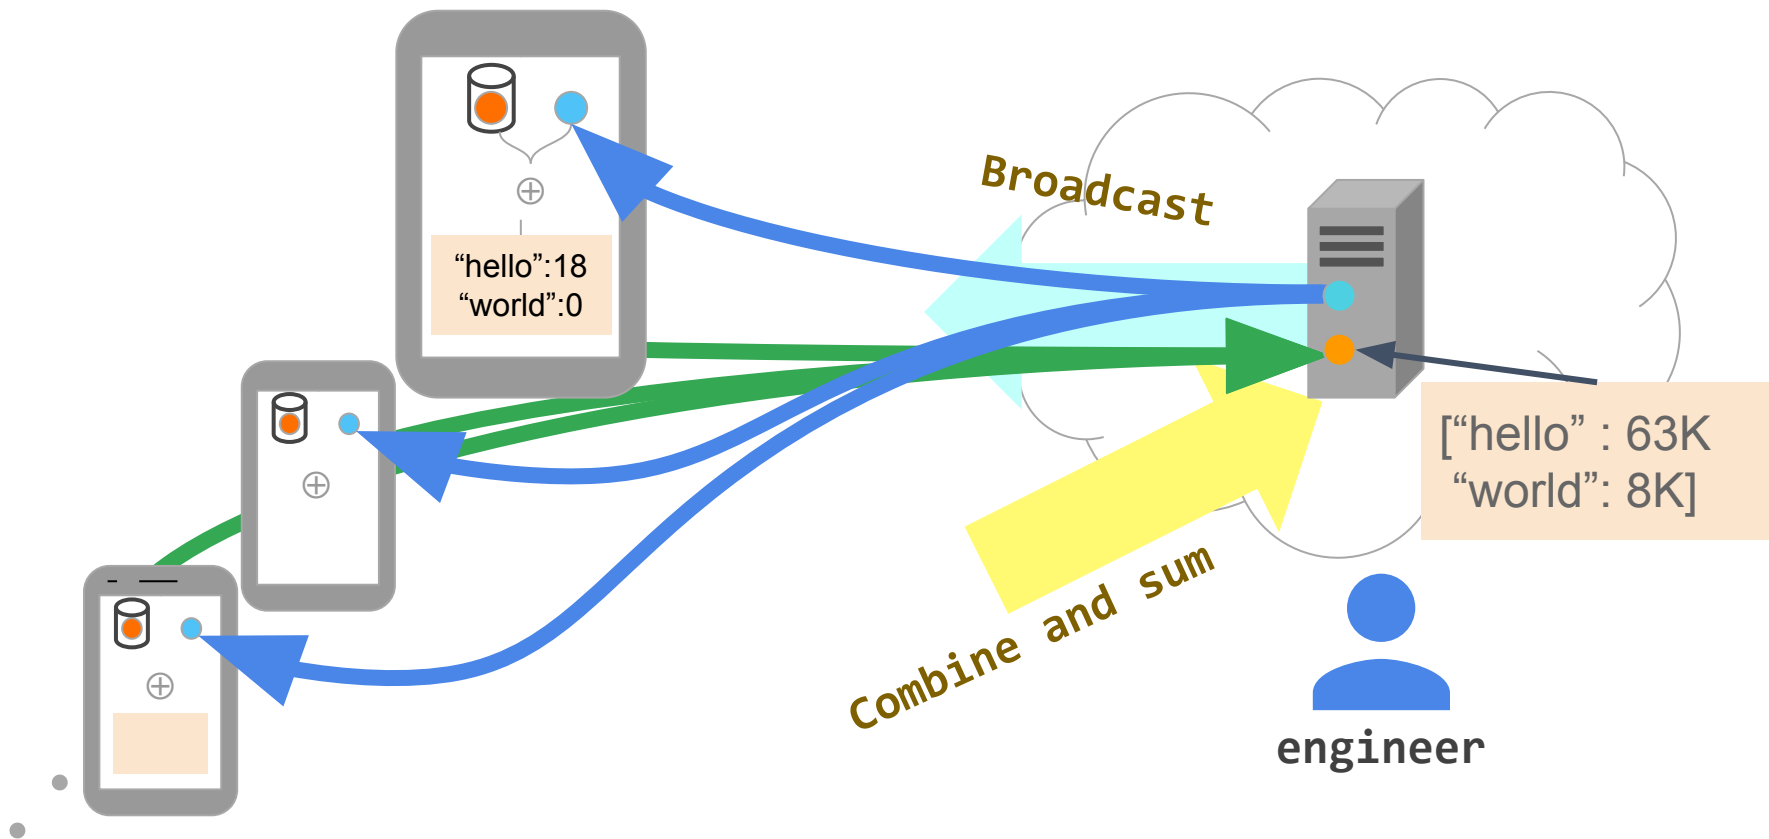 Broadcast
“hello”:18
“world”:0
[“hello” : 63K
“world”: 8K]
Combine and sum
engineer